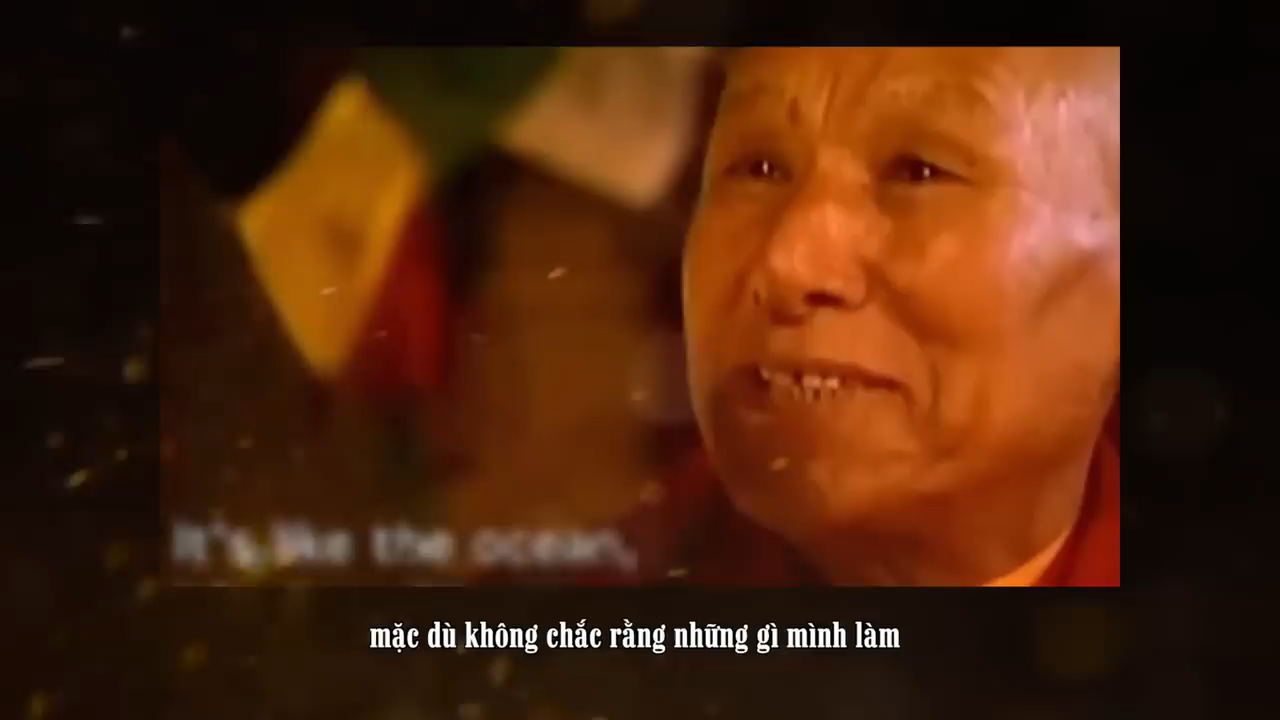 It's like the ocean,
mặc dù không chắc rằng những gì mình làm